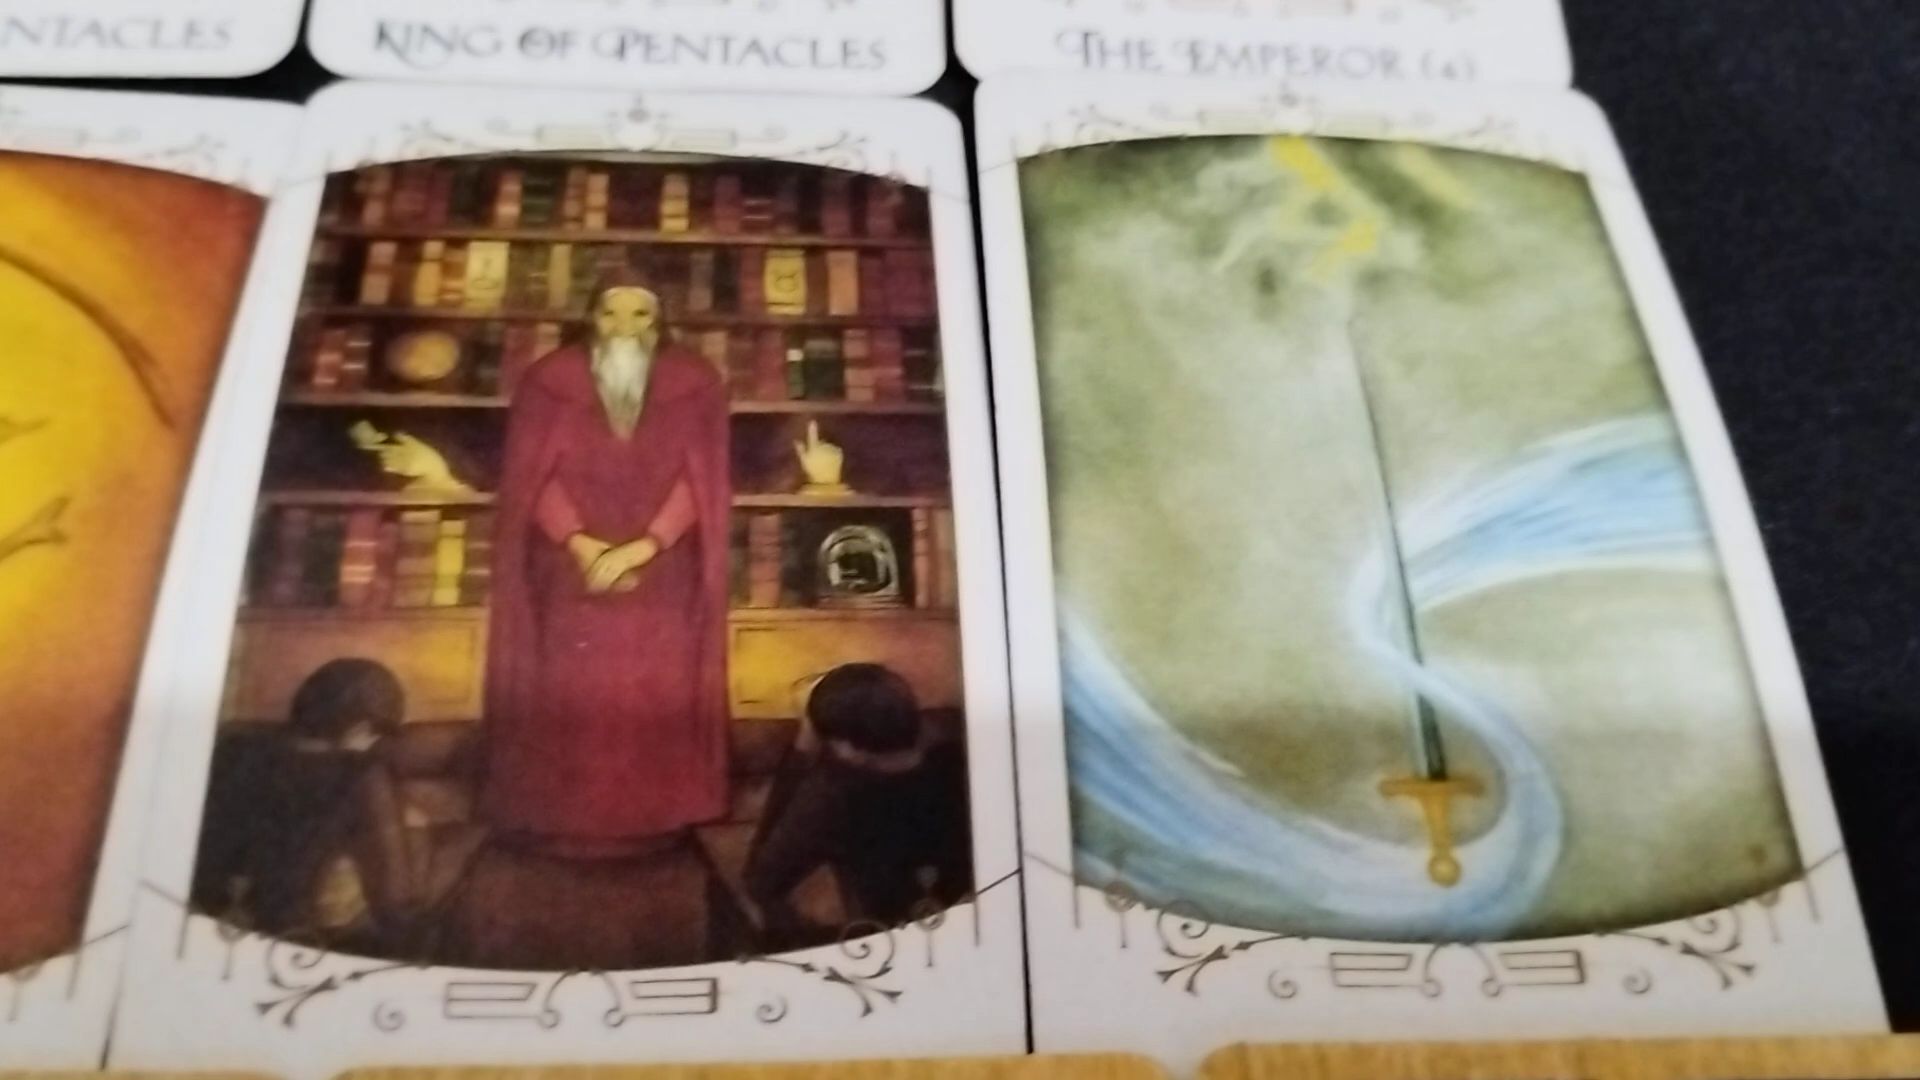 NTACLES
KING OF PENTACLES
THE EMPEROR (4)